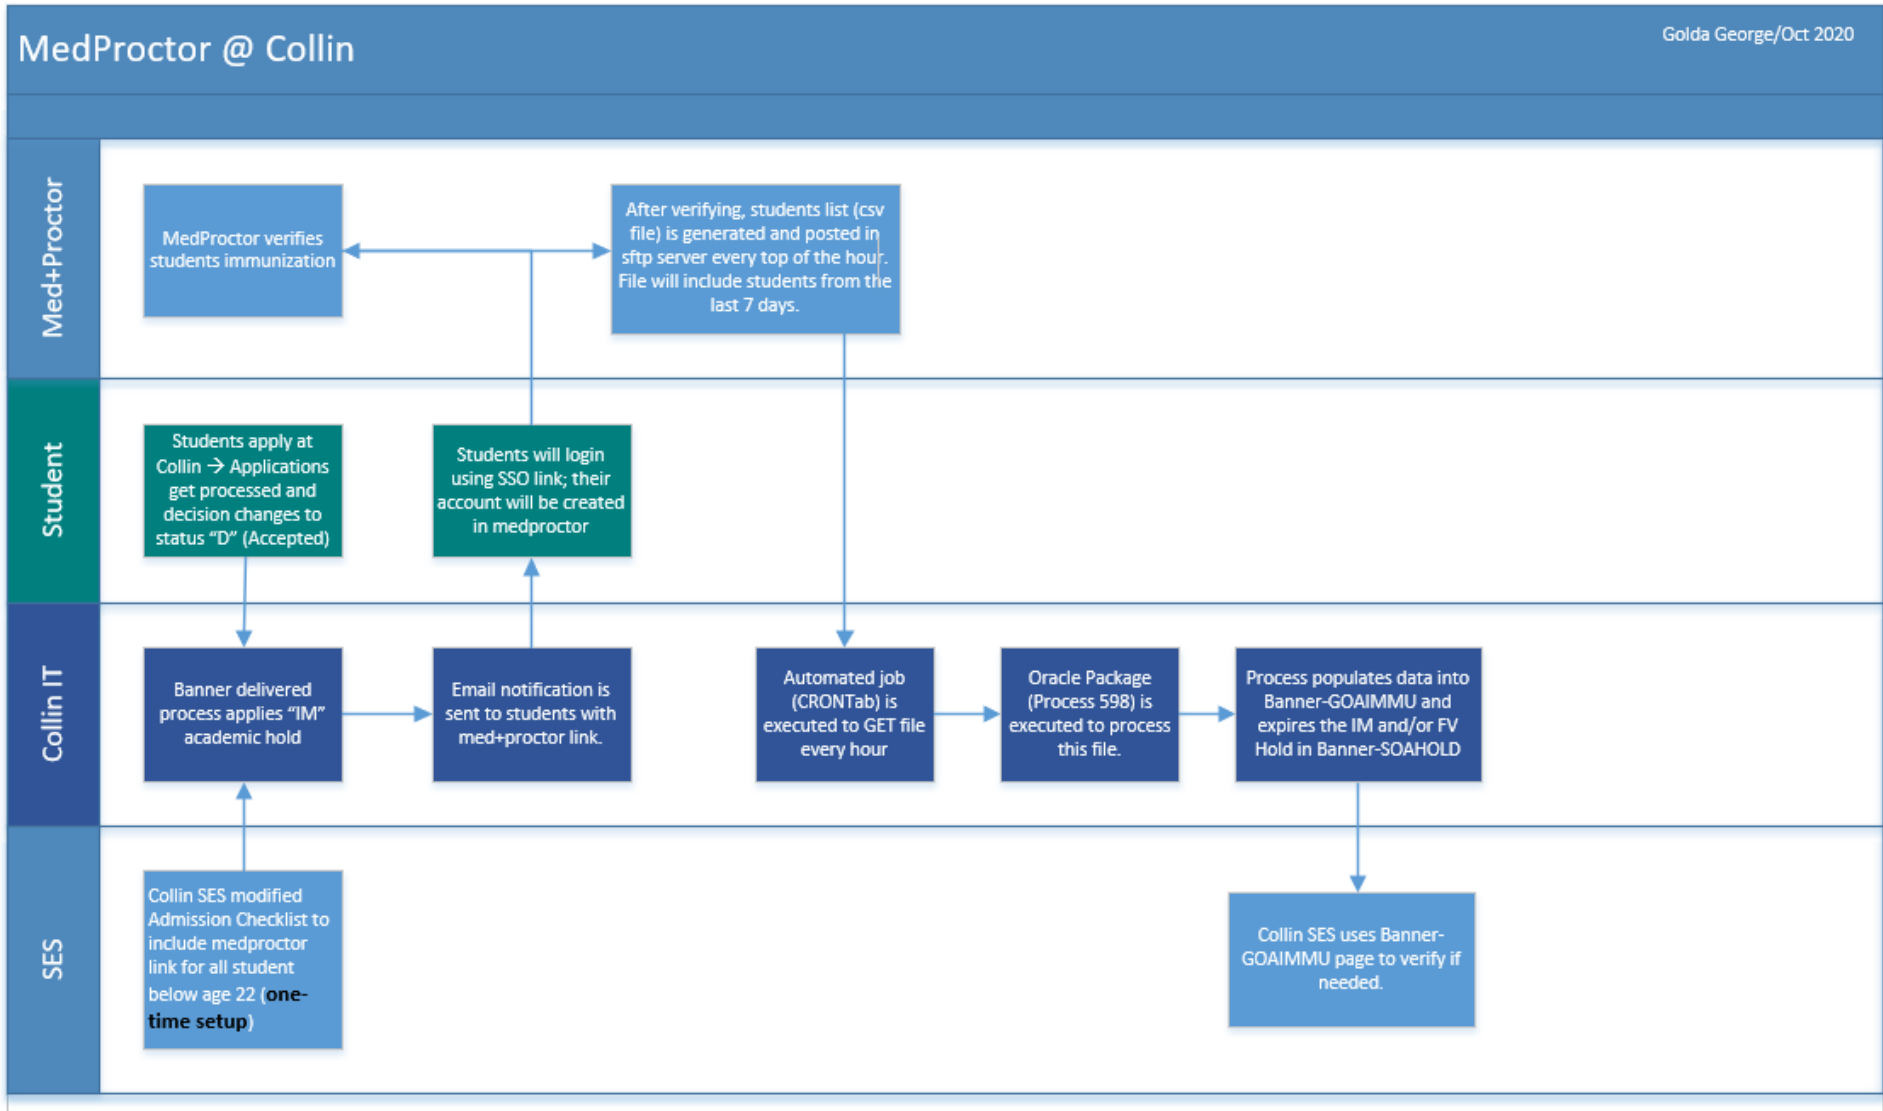 MedProctor @ Collin
Golda George/Oct 2020
Med+Proctor
MedProctor verifies
students immunization
After verifying, students list (csv
file) is generated and posted in
sftp server every top of the hour.
File will include students from the
last 7 days.
Student
Students apply at
Collin → Applications
get processed and
decision changes to
status “D” (Accepted)
Students will login
using SSO link; their
account will be created
in medproctor
Collin IT
Banner delivered
process applies “IM”
academic hold
Email notification is
sent to students with
med+proctor link.
Automated job
(CRONTab) is
executed to GET file
every hour
Oracle Package
(Process 598) is
executed to process
this file.
Process populates data into
Banner-GOAIMMU and
expires the IM and/or FV
Hold in Banner-SOAHOLD
SES
Collin SES modified
Admission Checklist to
include medproctor
link for all student
below age 22 (one-
time setup)
Collin SES uses Banner-
GOAIMMU page to verify if
needed.